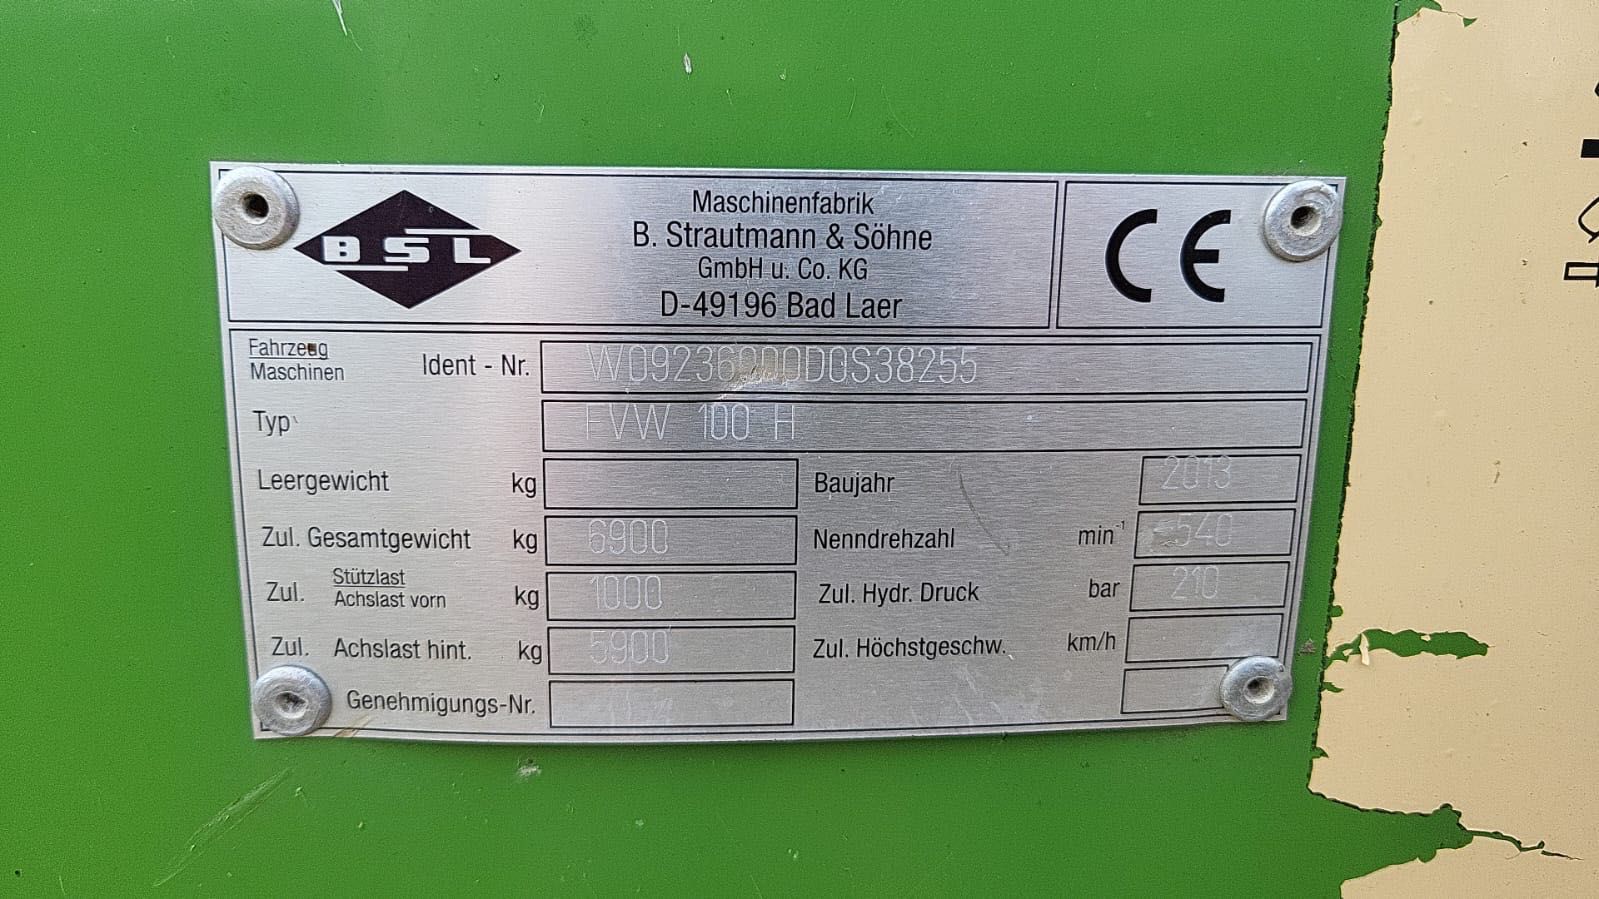 BSL
Maschinenfabrik
B. Strautmann & Söhne
GmbH u. Co. KG
D-49196 Bad Laer
CE
Fahrzeug
Maschinen
Ident - Nr.
W09236000D0S38255
Typ
FVW 100 H
Leergewicht kg
Baujahr 2013
Zul. Gesamtgewicht kg 6900
Nenndrehzahl min⁻¹ 540
Zul. Stützlast
Achslast vorn kg 1000
Zul. Hydr. Druck bar 210
Zul. Achslast hint. kg 5900
Zul. Höchstgeschw. km/h
Genehmigungs-Nr.